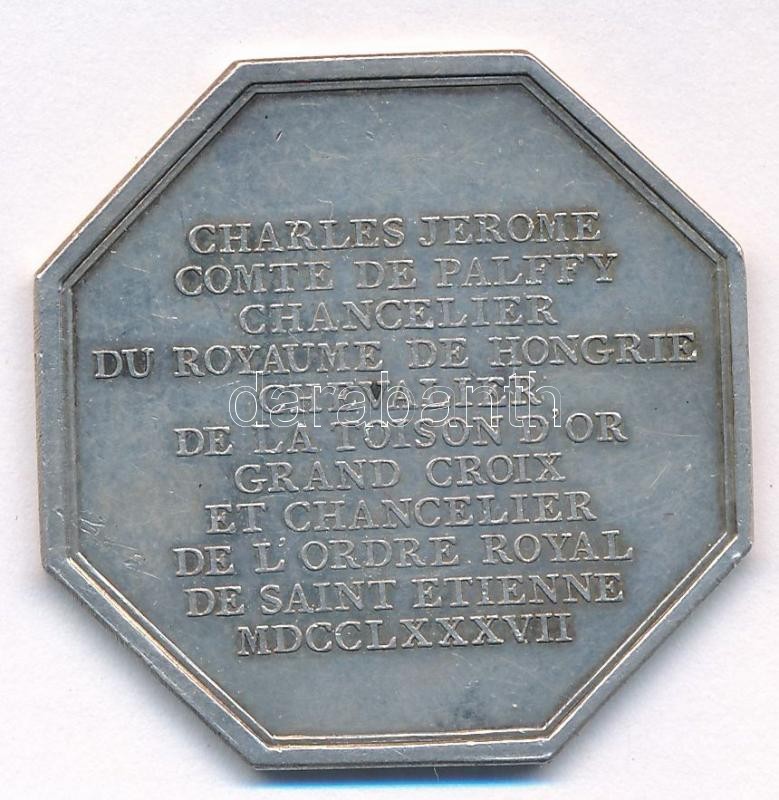 CHARLES JEROME
COMTE DE PALFFY
CHANCELIER
DU ROYAUME DE HONGRIE
CHEVALIER
darabanth
DE LA TOISON D'OR
GRAND CROIX
ET CHANCELIER
DE L'ORDRE ROYAL
DE SAINT ETIENNE
MDCCLXXXVII